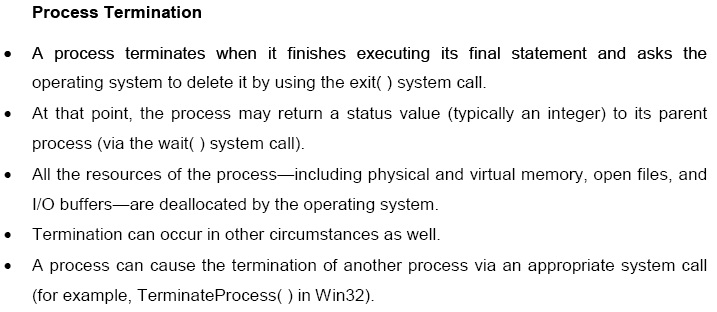 Process Termination
• A process terminates when it finishes executing its final statement and asks the
operating system to delete it by using the exit( ) system call.
• At that point, the process may return a status value (typically an integer) to its parent
process (via the wait( ) system call).
• All the resources of the process—including physical and virtual memory, open files, and
I/O buffers—are deallocated by the operating system.
• Termination can occur in other circumstances as well.
• A process can cause the termination of another process via an appropriate system call
(for example, TerminateProcess( ) in Win32).